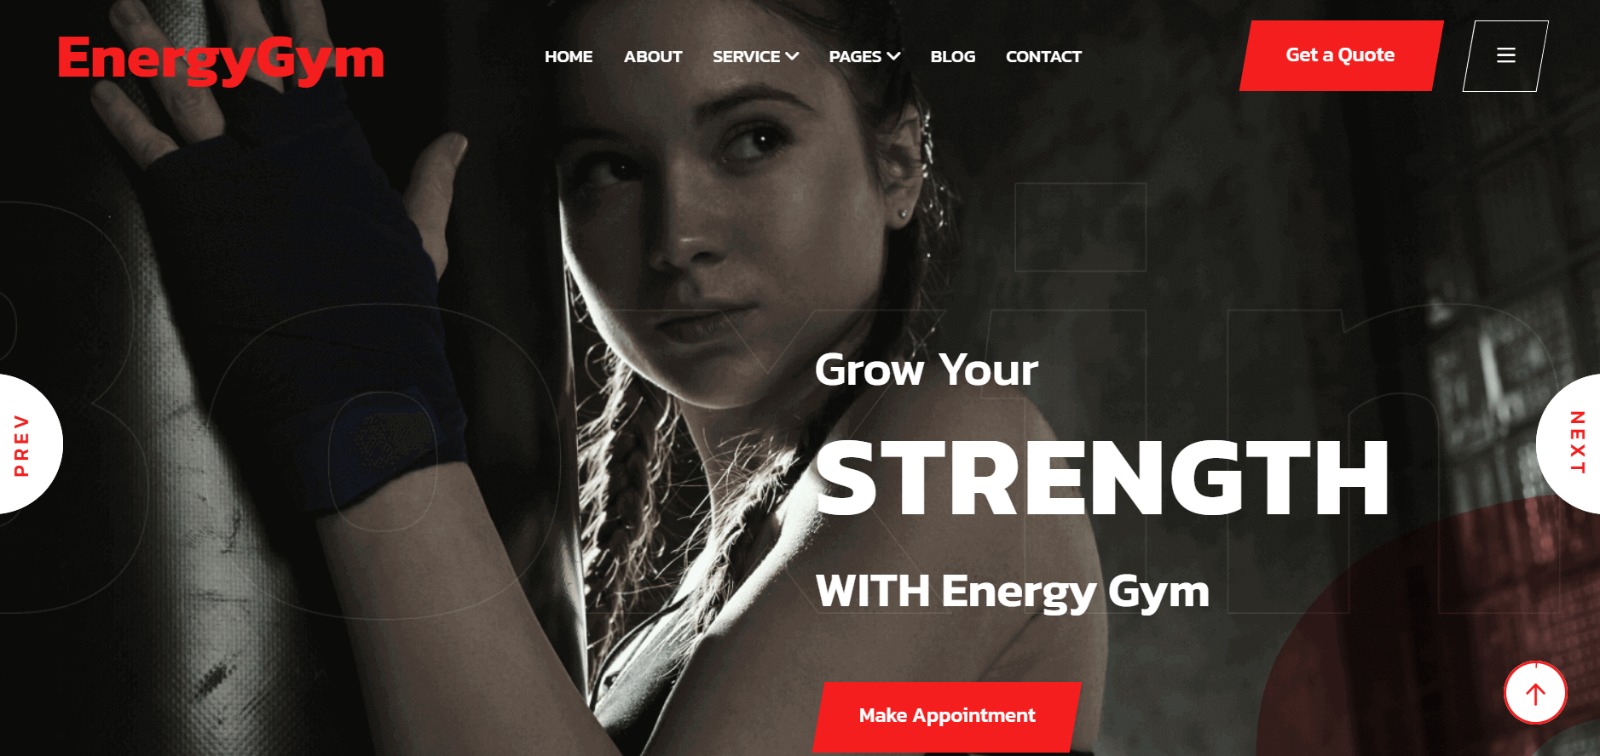 EnergyGym
HOME ABOUT SERVICE PAGES BLOG CONTACT
Get a Quote
Boxin
Grow Your
STRENGTH
WITH Energy Gym
Make Appointment
PREV
NEXT